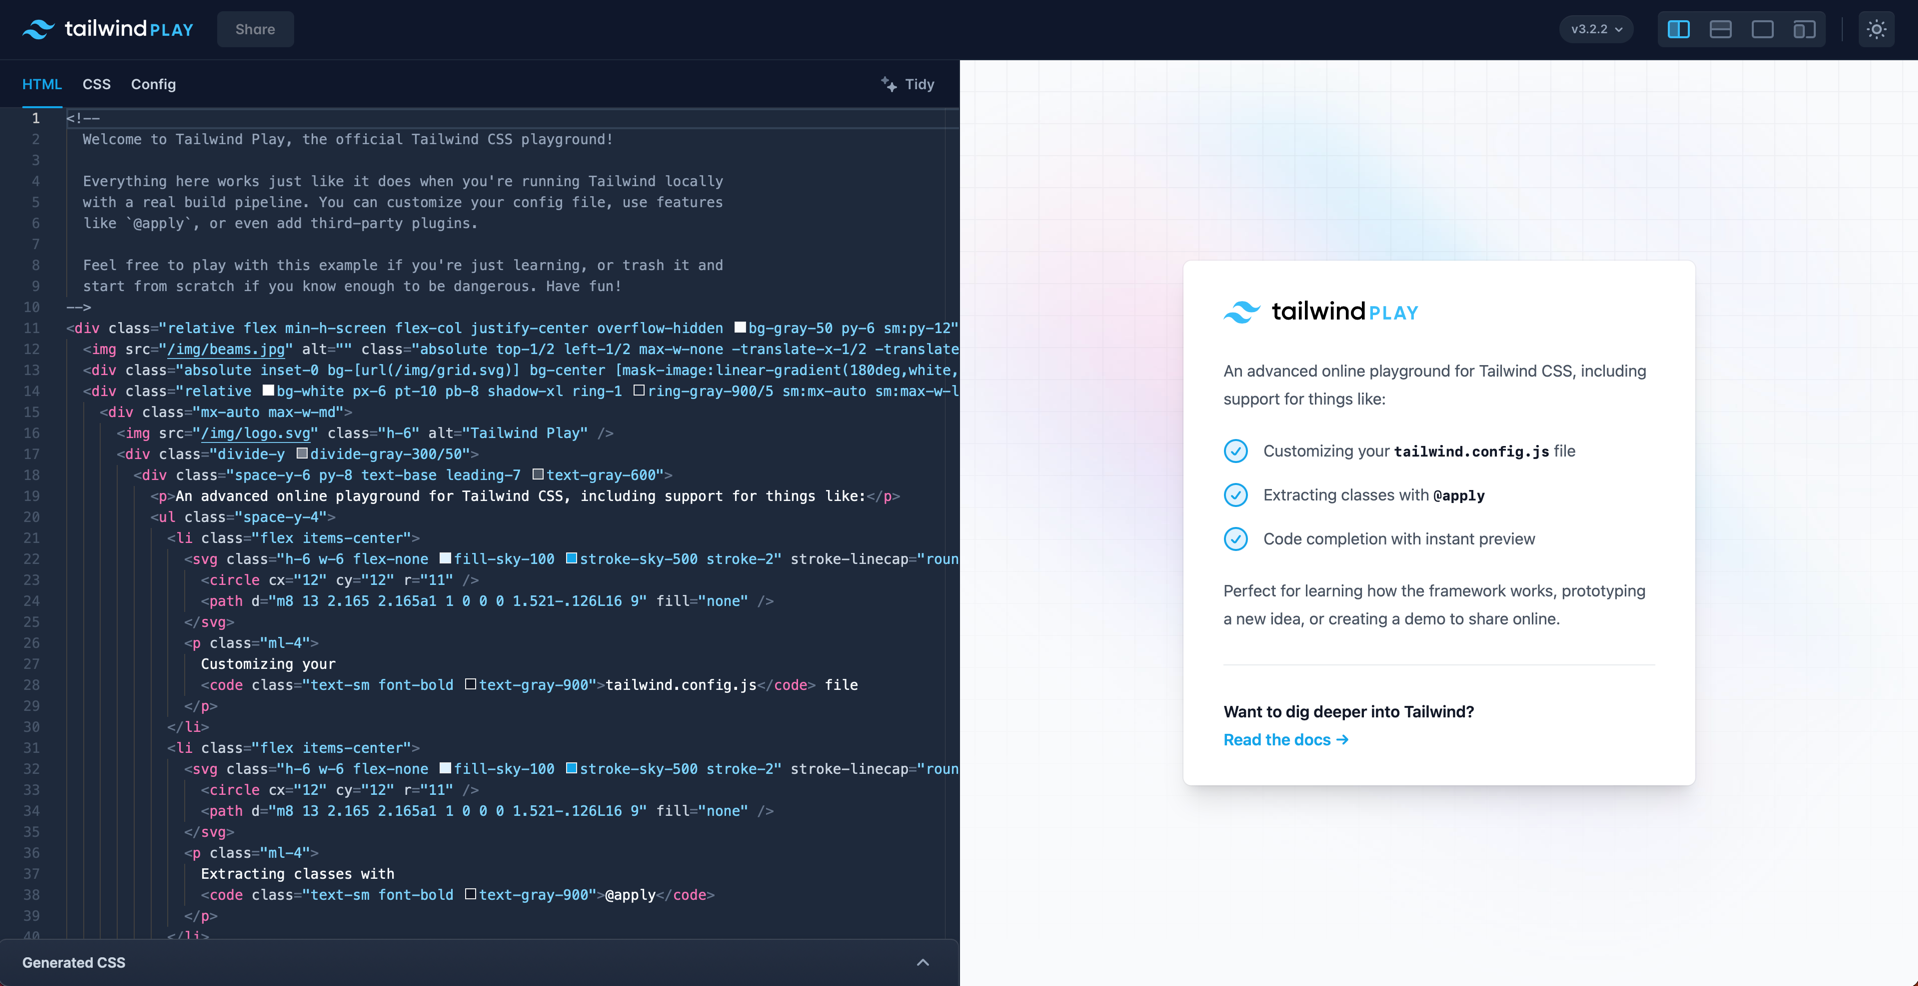 tailwind PLAY
Share
v3.2.2
HTML CSS Config
Tidy
1 <!--
2 Welcome to Tailwind Play, the official Tailwind CSS playground!
3
4 Everything here works just like it does when you're running Tailwind locally
5 with a real build pipeline. You can customize your config file, use features
6 like `@apply`, or even add third-party plugins.
7
8 Feel free to play with this example if you're just learning, or trash it and
9 start from scratch if you know enough to be dangerous. Have fun!
10 -->
11 <div class="relative flex min-h-screen flex-col justify-center overflow-hidden bg-gray-50 py-6 sm:py-12"
12 <img src="/img/beams.jpg" alt="" class="absolute top-1/2 left-1/2 max-w-none -translate-x-1/2 -translate
13 <div class="absolute inset-0 bg-[url(/img/grid.svg)] bg-center [mask-image:linear-gradient(180deg,white,
14 <div class="relative bg-white px-6 pt-10 pb-8 shadow-xl ring-1 ring-gray-900/5 sm:mx-auto sm:max-w-l
15 <div class="mx-auto max-w-md">
16 <img src="/img/logo.svg" class="h-6" alt="Tailwind Play" />
17 <div class="divide-y divide-gray-300/50">
18 <div class="space-y-6 py-8 text-base leading-7 text-gray-600">
19 <p>An advanced online playground for Tailwind CSS, including support for things like:</p>
20 <ul class="space-y-4">
21 <li class="flex items-center">
22 <svg class="h-6 w-6 flex-none fill-sky-100 stroke-sky-500 stroke-2" stroke-linecap="roun
23 <circle cx="12" cy="12" r="11" />
24 <path d="m8 13 2.165 2.165a1 1 0 0 0 1.521-.126L16 9" fill="none" />
25 </svg>
26 <p class="ml-4">
27 Customizing your
28 <code class="text-sm font-bold text-gray-900">tailwind.config.js</code> file
29 </p>
30 </li>
31 <li class="flex items-center">
32 <svg class="h-6 w-6 flex-none fill-sky-100 stroke-sky-500 stroke-2" stroke-linecap="roun
33 <circle cx="12" cy="12" r="11" />
34 <path d="m8 13 2.165 2.165a1 1 0 0 0 1.521-.126L16 9" fill="none" />
35 </svg>
36 <p class="ml-4">
37 Extracting classes with
38 <code class="text-sm font-bold text-gray-900">@apply</code>
39 </p>
40 </li>
Generated CSS
tailwind PLAY
An advanced online playground for Tailwind CSS, including
support for things like:
Customizing your tailwind.config.js file
Extracting classes with @apply
Code completion with instant preview
Perfect for learning how the framework works, prototyping
a new idea, or creating a demo to share online.
Want to dig deeper into Tailwind?
Read the docs →